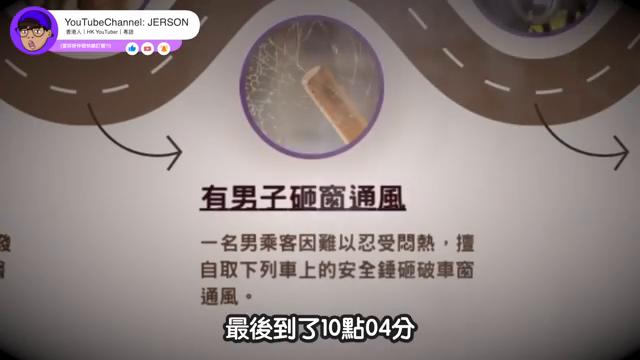 YouTubeChannel: JERSON
香港人｜HK YouTuber｜粵語
有男子砸窗通風
一名男乘客因難以忍受悶熱，擅
自取下列車上的安全錘砸破車窗
通風。
最後到了10點04分